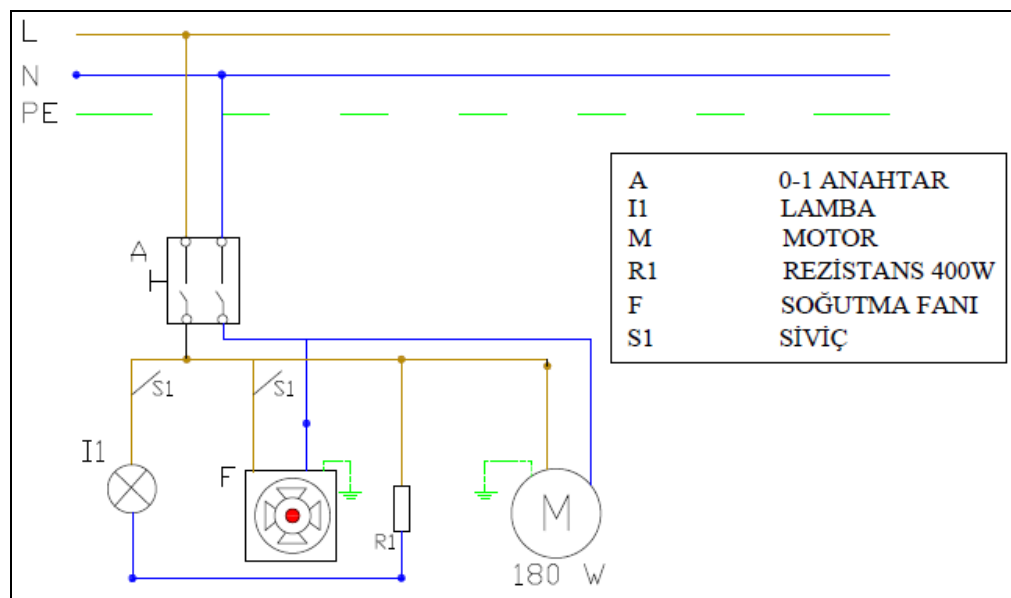 L
N
PE
A 0-1 ANAHTAR
I1 LAMBA
M MOTOR
R1 REZİSTANS 400W
F SOĞUTMA FANI
S1 SİVİÇ
A
S1
S1
I1
F
R1
M
180 W